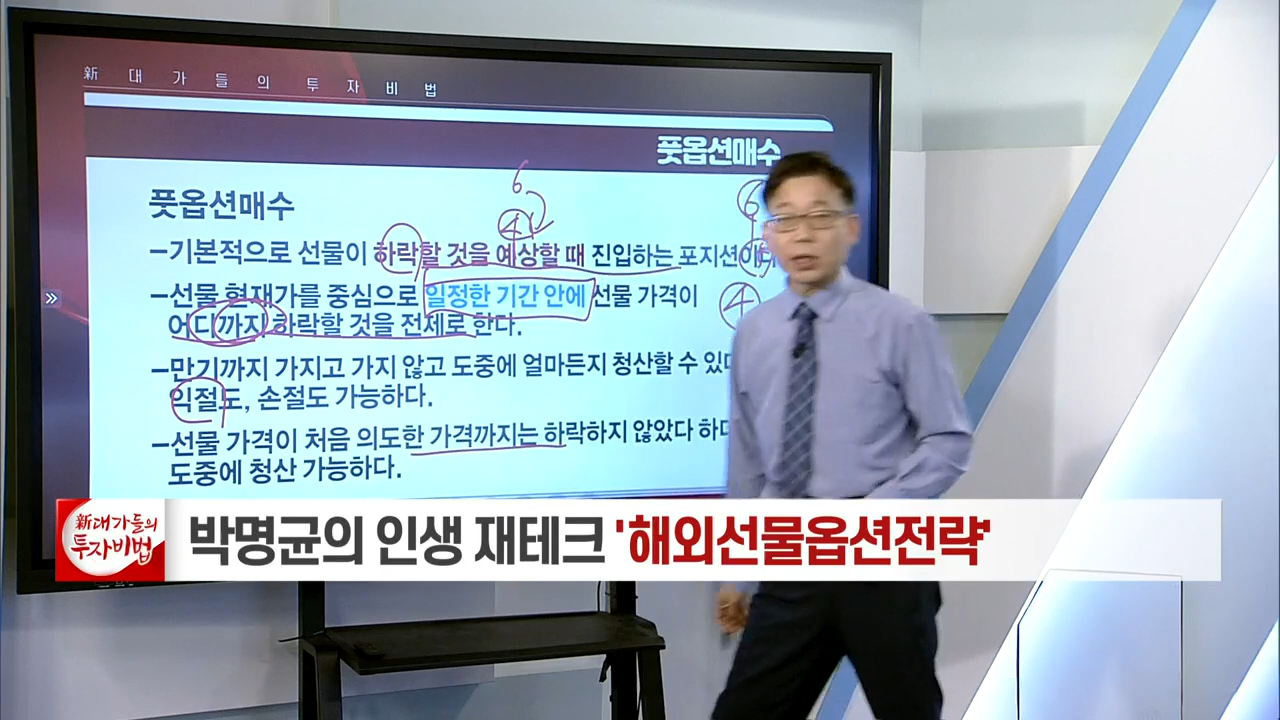 新 대 가 들 의 투 자 비 법
풋옵션매수
풋옵션매수
6
6
4
–기본적으로 선물이 하락할 것을 예상할 때 진입하는 포지션이다
–선물 현재가를 중심으로 일정한 기간 안에 선물 가격이
4
어디까지 하락할 것을 전제로 한다.
–만기까지 가지고 가지 않고 도중에 얼마든지 청산할 수 있다
익절도, 손절도 가능하다.
–선물 가격이 처음 의도한 가격까지는 하락하지 않았다 하더
도중에 청산 가능하다.
新대가들의
투자비법
박명균의 인생 재테크 '해외선물옵션전략'